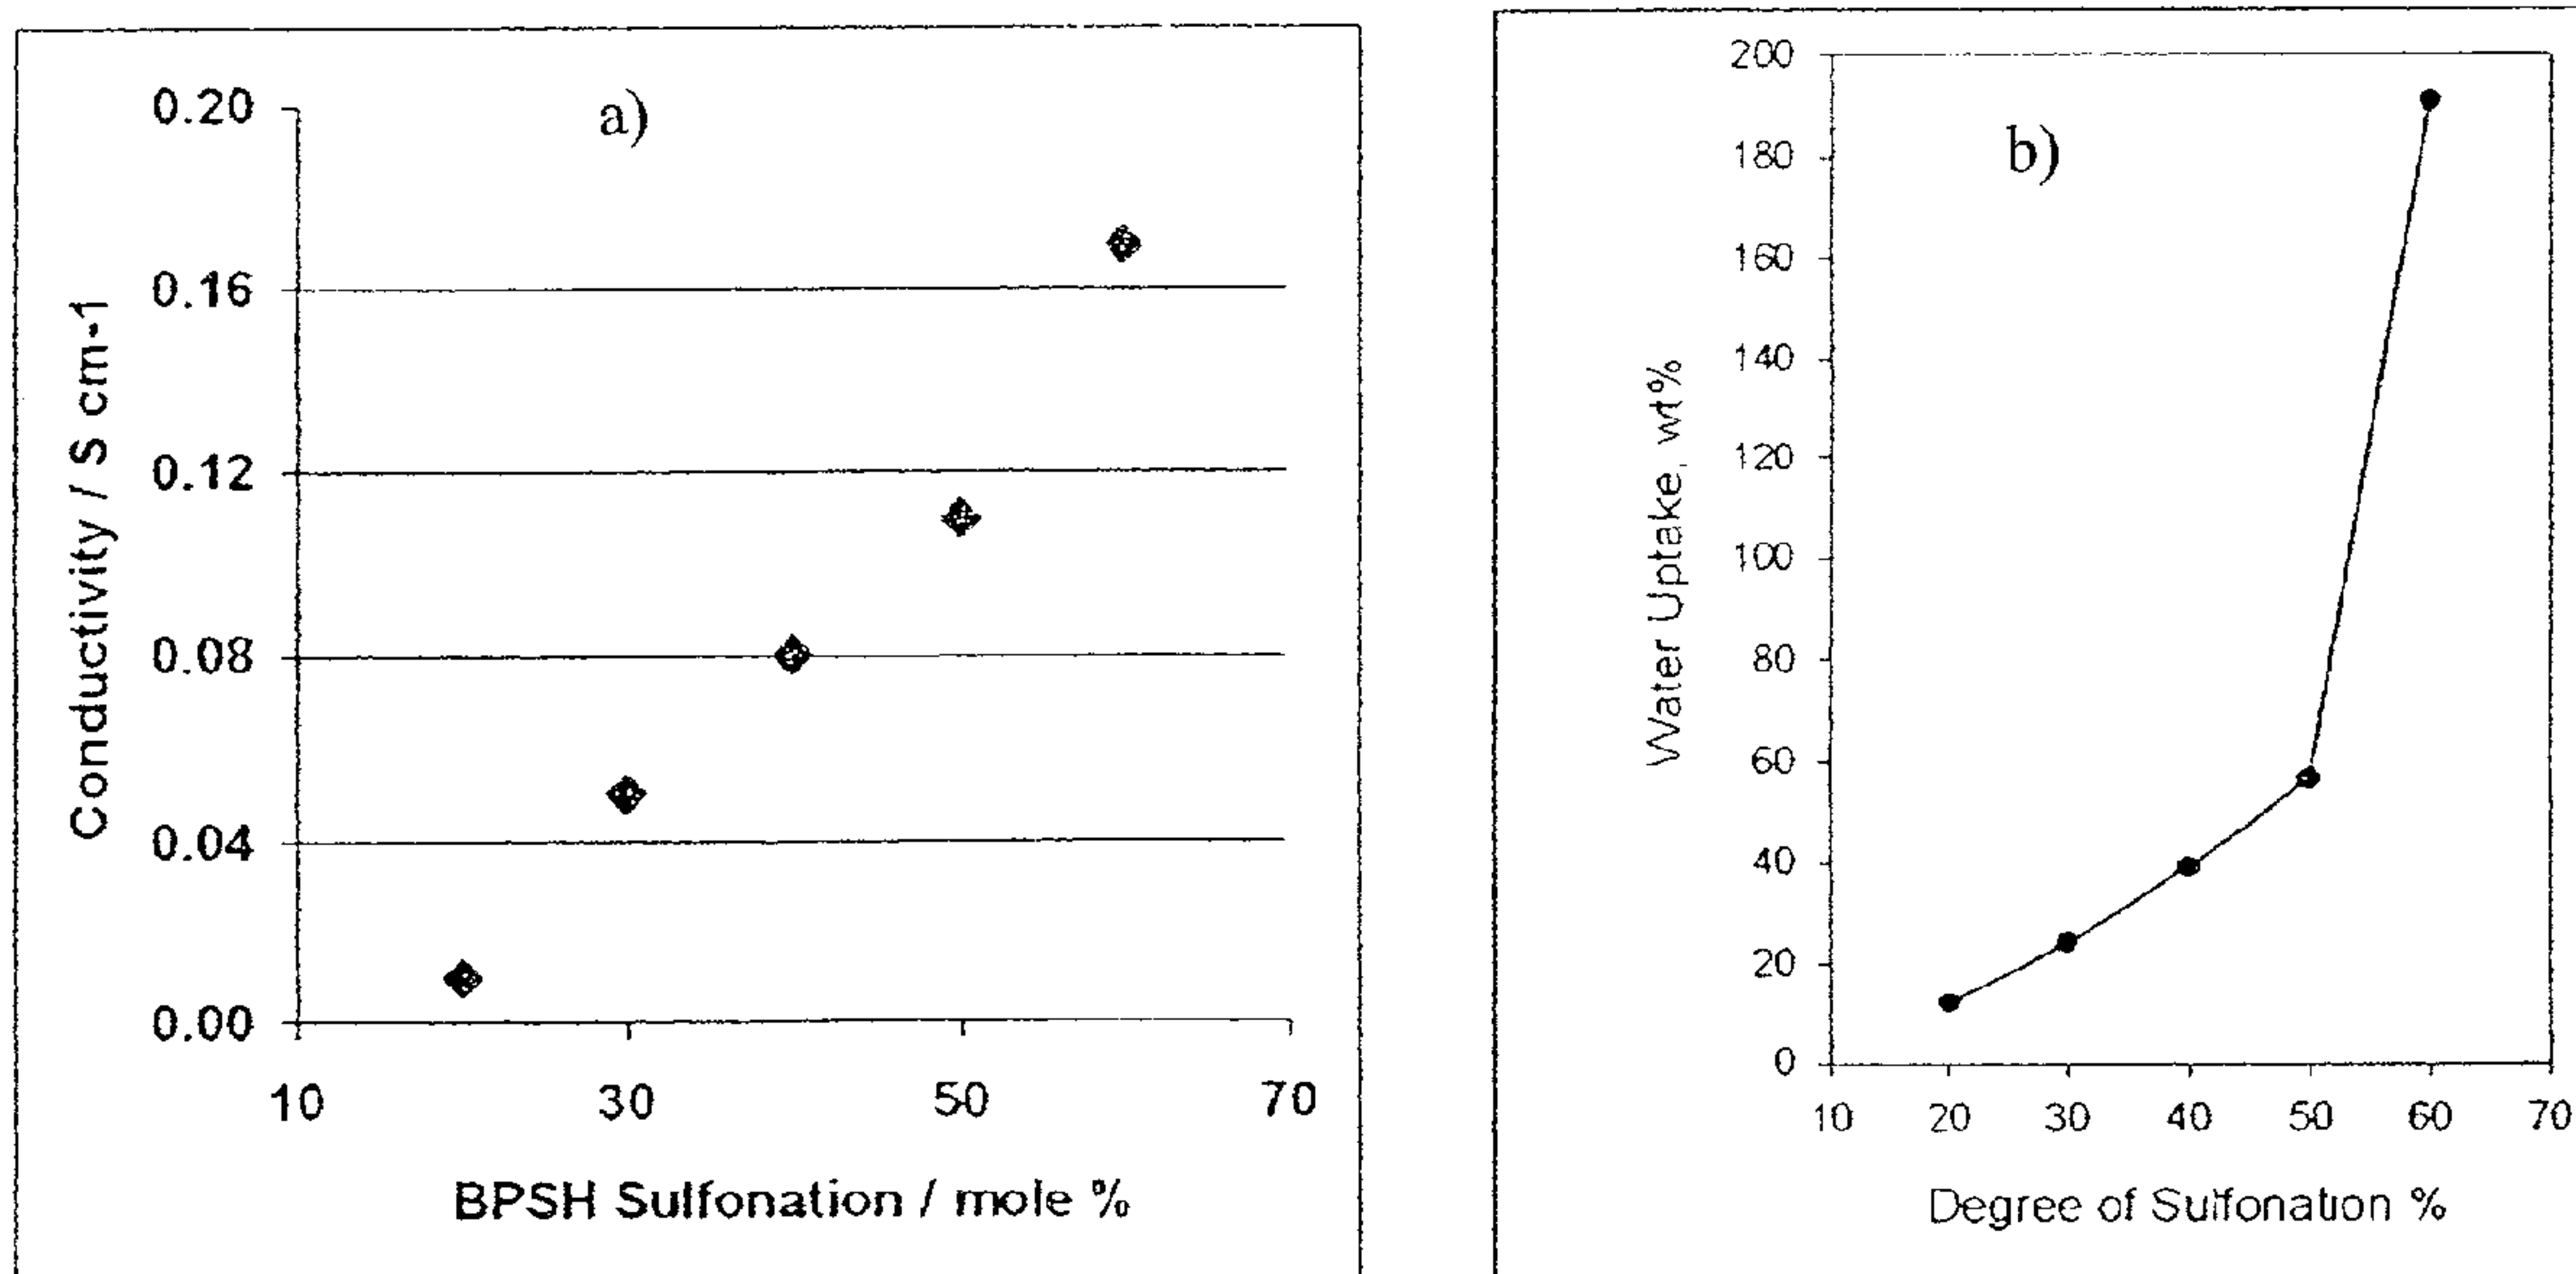 a)
0.20
0.16
0.12
0.08
0.04
0.00
Conductivity / S cm-1
10 30 50 70
BPSH Sulfonation / mole %
b)
200
180
160
140
120
100
80
60
40
20
0
Water Uptake, wt%
10 20 30 40 50 60 70
Degree of Sulfonation %